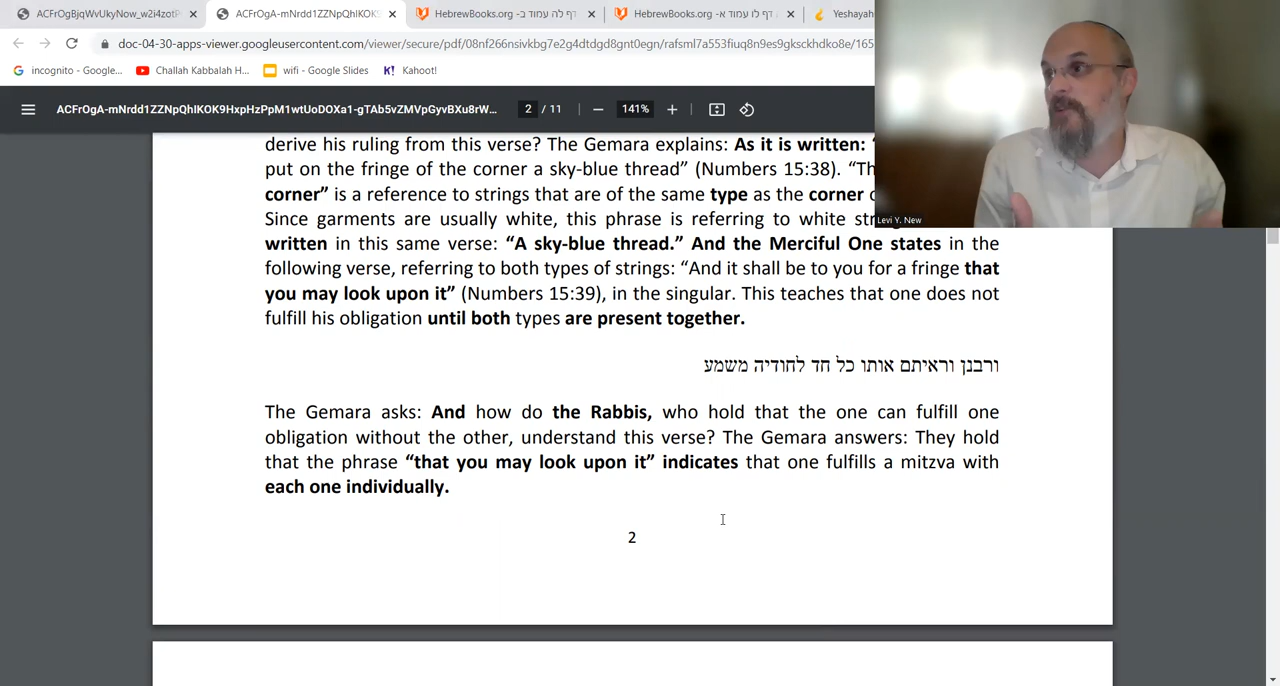 ACFrOgBjqWvUkyNow_w2i4zotP
ACFrOgA-mNrdd1ZZNpQhIKOK9
HebrewBooks.org -דף לה עמוד ב
HebrewBooks.org -דף לו עמוד א
Yeshayah
doc-04-30-apps-viewer.googleusercontent.com/viewer/secure/pdf/08nf266nsivkbg7e2g4dtdgd8gnt0egn/rafsml7a553fiuq8n9es9gksckhdko8e/165
incognito - Google...
Challah Kabbalah H...
wifi - Google Slides
Kahoot!
ACFrOgA-mNrdd1ZZNpQhIKOK9HxpHzPpM1wtUoDOXa1-gTAb5vZMVpGyvBXu8rW...
2 / 11
141%
derive his ruling from this verse? The Gemara explains: As it is written: “
put on the fringe of the corner a sky-blue thread” (Numbers 15:38). “Th
corner” is a reference to strings that are of the same type as the corner
Since garments are usually white, this phrase is referring to white
Levi Y. New
written in this same verse: “A sky-blue thread.” And the Merciful One states in the
following verse, referring to both types of strings: “And it shall be to you for a fringe that
you may look upon it” (Numbers 15:39), in the singular. This teaches that one does not
fulfill his obligation until both types are present together.
ורבנן וראיתם אותו כל חד לחודיה משמע
The Gemara asks: And how do the Rabbis, who hold that the one can fulfill one
obligation without the other, understand this verse? The Gemara answers: They hold
that the phrase “that you may look upon it” indicates that one fulfills a mitzva with
each one individually.
2